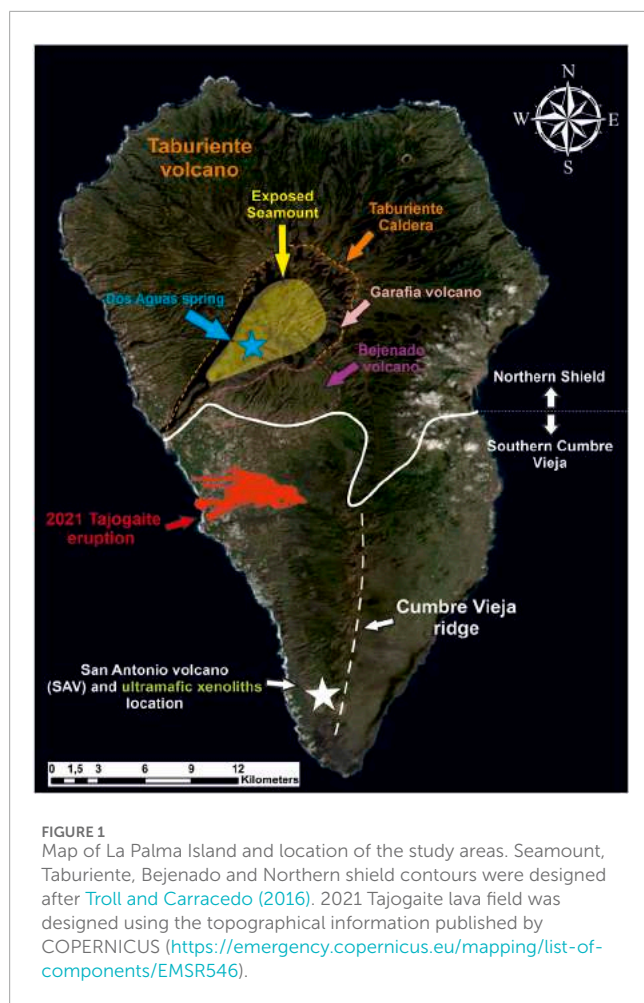 N
W E
S
Taburiente
volcano
Exposed
Seamount
Taburiente
Caldera
Dos Aguas spring
Garafia volcano
Bejenado
volcano
Northern Shield
Southern Cumbre
Vieja
2021 Tajogaite
eruption
Cumbre Vieja
ridge
San Antonio volcano
(SAV) and ultramafic xenoliths
location
0 1,5 3 6 9 12
Kilometers
FIGURE 1
Map of La Palma Island and location of the study areas. Seamount,
Taburiente, Bejenado and Northern shield contours were designed
after Troll and Carracedo (2016). 2021 Tajogaite lava field was
designed using the topographical information published by
COPERNICUS (https://emergency.copernicus.eu/mapping/list-of-
components/EMSR546).